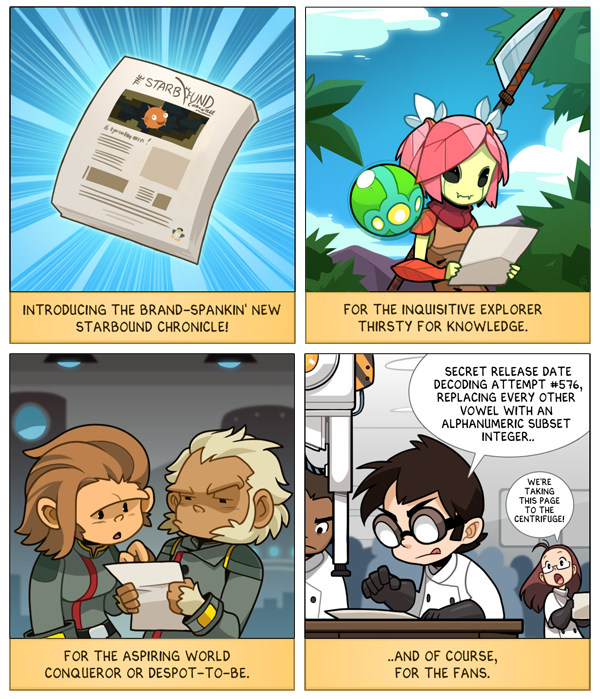 THE STARBOUND
CHRONICLE
INTRODUCING THE BRAND-SPANKIN' NEW
STARBOUND CHRONICLE!
FOR THE INQUISITIVE EXPLORER
THIRSTY FOR KNOWLEDGE.
FOR THE ASPIRING WORLD
CONQUEROR OR DESPOT-TO-BE.
SECRET RELEASE DATE
DECODING ATTEMPT #576,
REPLACING EVERY OTHER
VOWEL WITH AN
ALPHANUMERIC SUBSET
INTEGER..
WE'RE
TAKING
THIS PAGE
TO THE
CENTRIFUGE!
..AND OF COURSE,
FOR THE FANS.